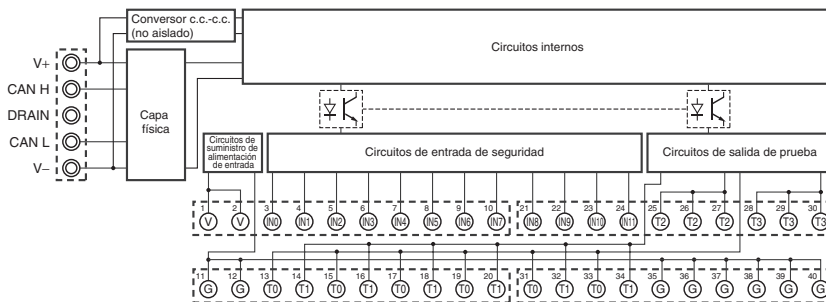 Conversor c.c.-c.c.
(no aislado)
Circuitos internos
V+
CAN H
DRAIN
CAN L
V–
Capa
física
Circuitos de
suministro de
alimentación
de entrada
Circuitos de entrada de seguridad
Circuitos de salida de prueba
1 2 3 4 5 6 7 8 9 10 21 22 23 24 25 26 27 28 29 30
V V IN0 IN1 IN2 IN3 IN4 IN5 IN6 IN7 IN8 IN9 IN10 IN11 T2 T2 T2 T3 T3 T3
11 12 13 14 15 16 17 18 19 20 31 32 33 34 35 36 37 38 39 40
G G T0 T1 T0 T1 T0 T1 T0 T1 T0 T1 T0 T1 G G G G G G